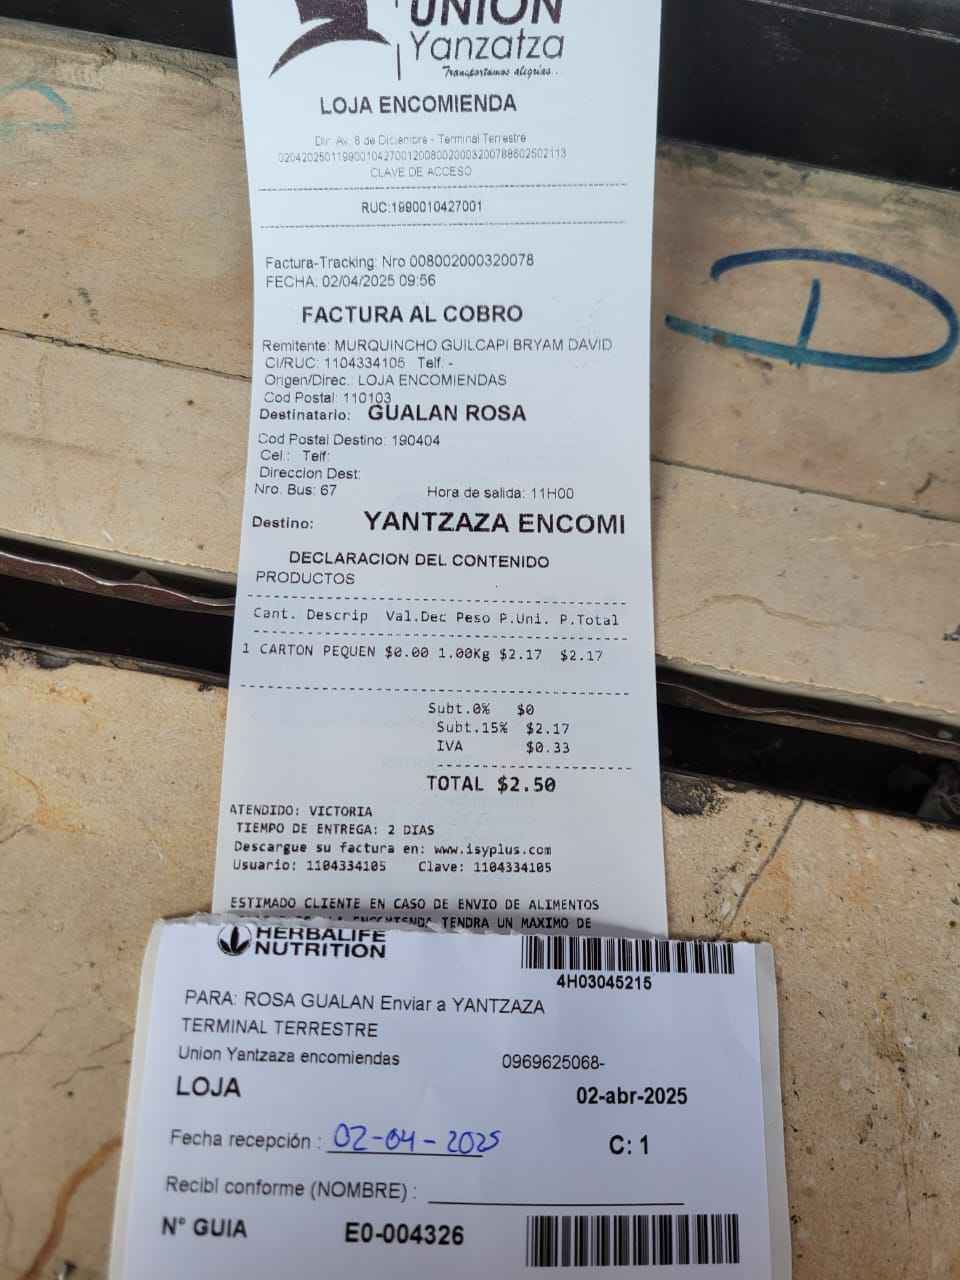 UNION
Yanzatza
Transportamos alegrías...
LOJA ENCOMIENDA
Dir: Av. 8 de Diciembre - Terminal Terrestre
CLAVE DE ACCESO
RUC:1990010427001
Factura-Tracking: Nro 008002000320078
FECHA: 02/04/2025 09:56
FACTURA AL COBRO
Remitente: MURQUINCHO GUILCAPI BRYAM DAVID
CI/RUC: 1104334105 Telf: -
Origen/Direc.: LOJA ENCOMIENDAS
Cod Postal: 110103
Destinatario: GUALAN ROSA
Cod Postal Destino: 190404
Cel.: Telf:
Direccion Dest:
Nro. Bus: 67 Hora de salida: 11H00
Destino: YANTZAZA ENCOMI
DECLARACION DEL CONTENIDO
PRODUCTOS
Cant. Descrip Val.Dec Peso P.Uni. P.Total
1 CARTON PEQUEN $0.00 1.00Kg $2.17 $2.17
Subt.0% $0
Subt.15% $2.17
IVA $0.33
TOTAL $2.50
ATENDIDO: VICTORIA
TIEMPO DE ENTREGA: 2 DIAS
Descargue su factura en: www.isyplus.com
Usuario: 1104334105 Clave: 1104334105
ESTIMADO CLIENTE EN CASO DE ENVIO DE ALIMENTOS
LA ENCOMIENDA TENDRA UN MAXIMO DE
HERBALIFE
NUTRITION
4H03045215
PARA: ROSA GUALAN Enviar a YANTZAZA
TERMINAL TERRESTRE
Union Yantzaza encomiendas 0969625068-
LOJA 02-abr-2025
Fecha recepción : 02-04-2025 C: 1
Recibí conforme (NOMBRE) :
N° GUIA E0-004326
D